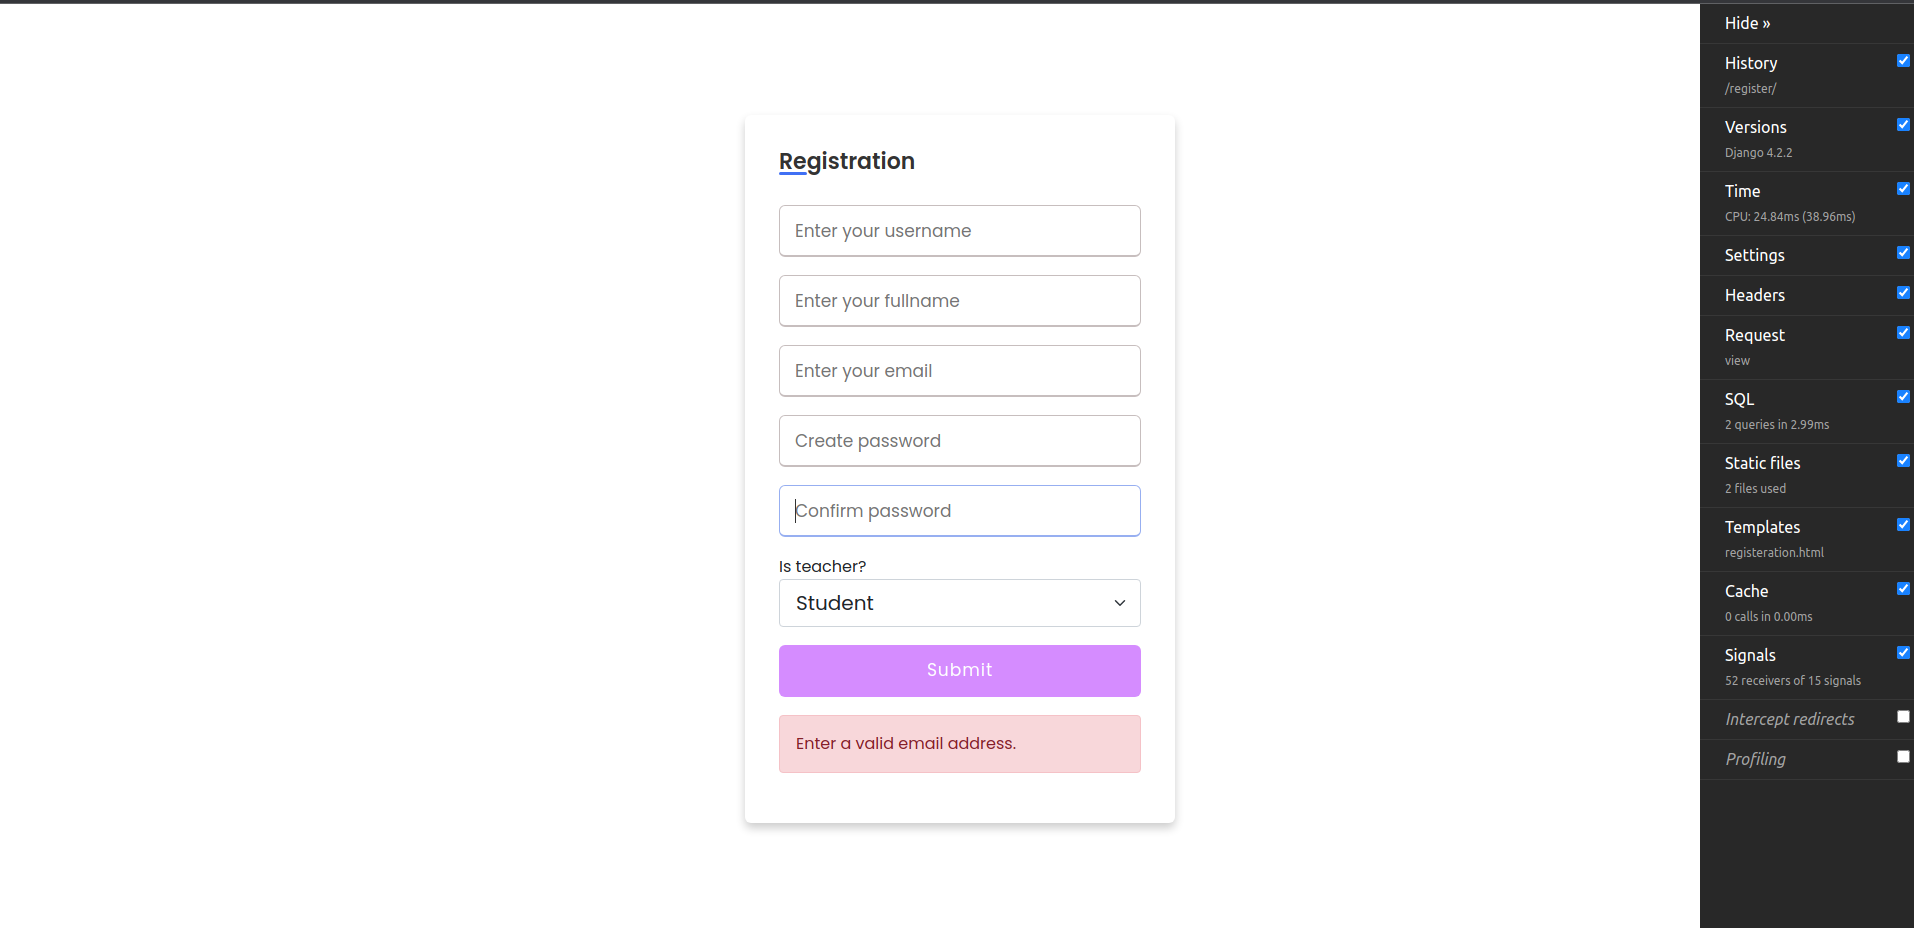 Registration
Enter your username
Enter your fullname
Enter your email
Create password
Confirm password
Is teacher?
Student
Submit
Enter a valid email address.
Hide »
History
/register/
Versions
Django 4.2.2
Time
CPU: 24.84ms (38.96ms)
Settings
Headers
Request
view
SQL
2 queries in 2.99ms
Static files
2 files used
Templates
registeration.html
Cache
0 calls in 0.00ms
Signals
52 receivers of 15 signals
Intercept redirects
Profiling